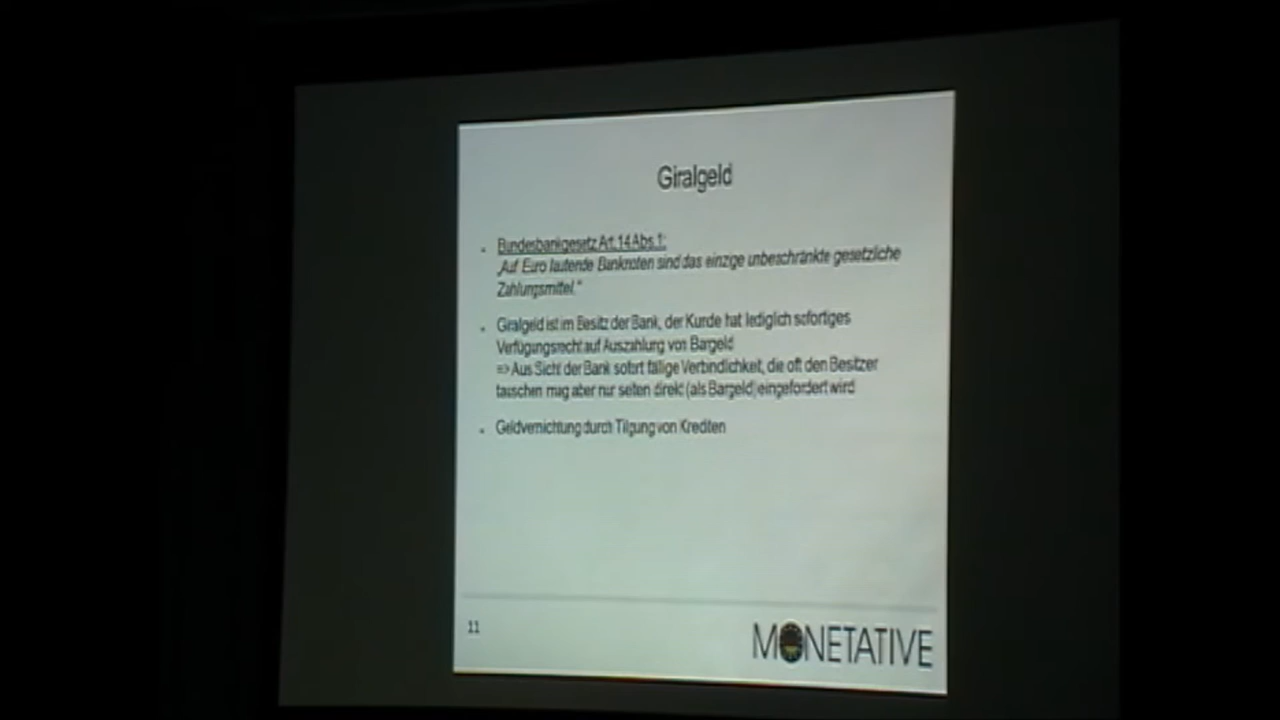 Giralgeld
Bundesbankgesetz Art. 14 Abs. 1:
„Auf Euro lautende Banknoten sind das einzige unbeschränkte gesetzliche
Zahlungsmittel.“
Giralgeld ist im Besitz der Bank, der Kunde hat lediglich sofortiges
Verfügungsrecht auf Auszahlung von Bargeld
=> Aus Sicht der Bank sofort fällige Verbindlichkeit, die oft den Besitzer
tauschen mag aber nur selten direkt (als Bargeld) eingefordert wird
Geldvernichtung durch Tilgung von Krediten
11
MONETATIVE